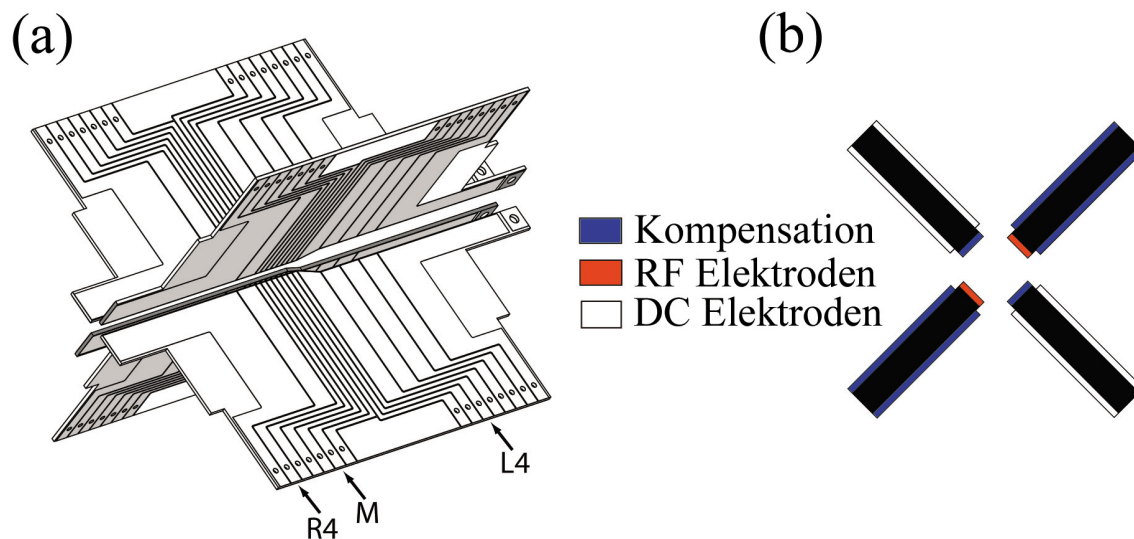 (a)
(b)
Kompensation
RF Elektroden
DC Elektroden
L4
M
R4